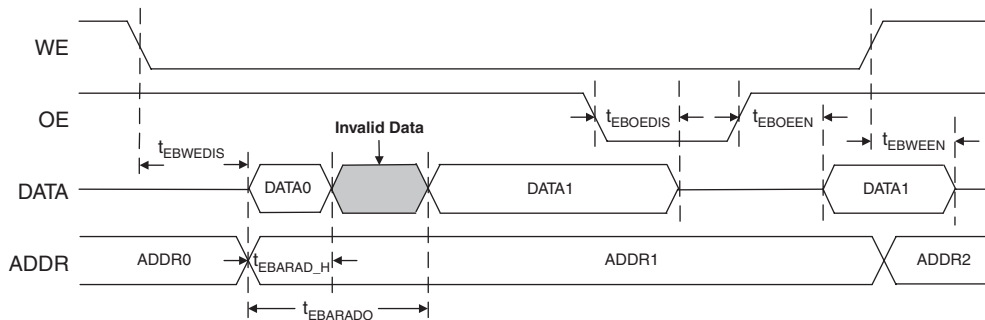 WE
OE
t_EBOEDIS
t_EBOEEN
Invalid Data
t_EBWEDIS
t_EBWEEN
DATA
DATA0
DATA1
DATA1
ADDR
ADDR0
t_EBARAD_H
ADDR1
ADDR2
t_EBARADO